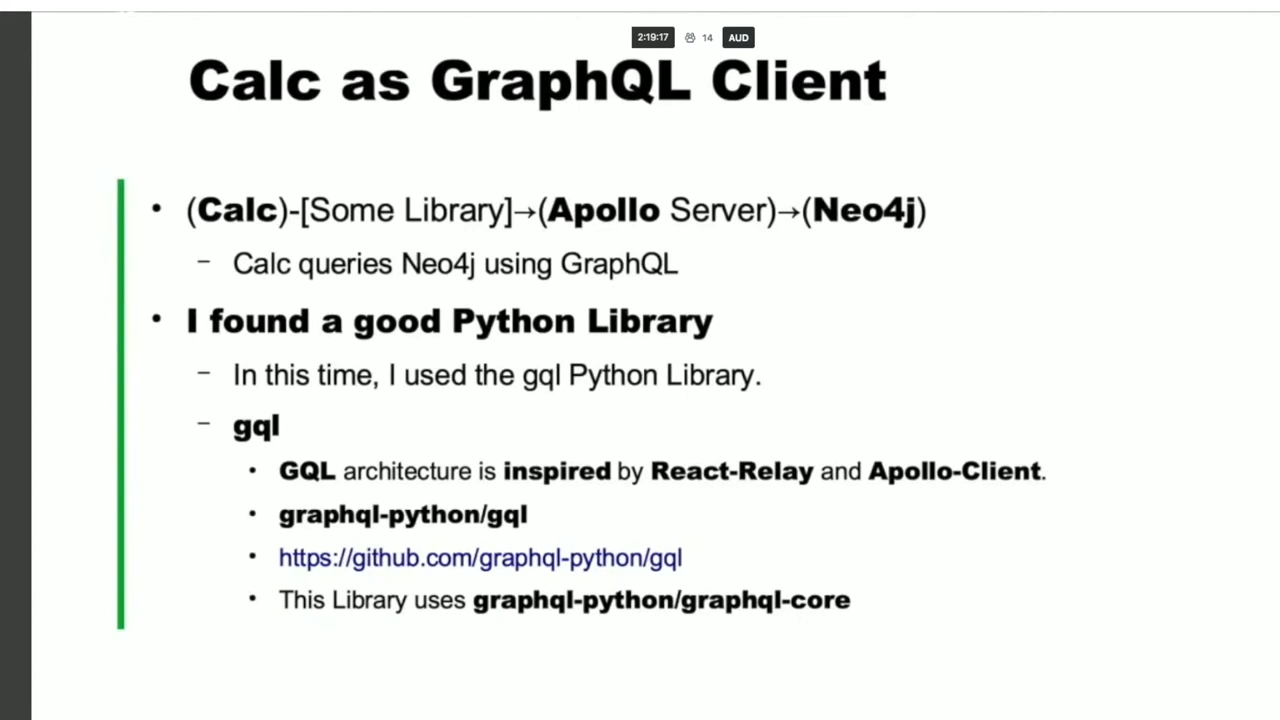 2:19:17 14 AUD
Calc as GraphQL Client
• (Calc)-[Some Library]→(Apollo Server)→(Neo4j)
– Calc queries Neo4j using GraphQL
• I found a good Python Library
– In this time, I used the gql Python Library.
– gql
• GQL architecture is inspired by React-Relay and Apollo-Client.
• graphql-python/gql
• https://github.com/graphql-python/gql
• This Library uses graphql-python/graphql-core